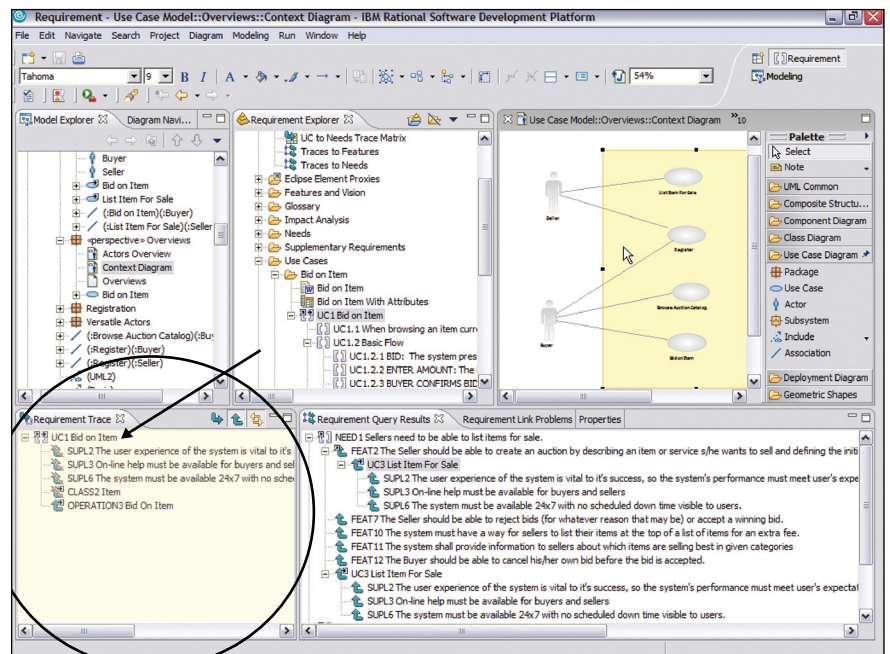 Requirement - Use Case Model::Overviews::Context Diagram - IBM Rational Software Development Platform
File Edit Navigate Search Project Diagram Modeling Run Window Help
Requirement
Tahoma 9 B I A 54% Modeling
Model Explorer Diagram Navi...
Buyer
Seller
Bid on Item
List Item For Sale
(:Bid on Item)(:Buyer)
(:List Item For Sale)(:Seller
«perspective» Overviews
Actors Overview
Context Diagram
Overviews
Bid on Item
Registration
Versatile Actors
(:Browse Auction Catalog)(:Bu
(:Register)(:Buyer)
(:Register)(:Seller)
(UML2)
Requirement Explorer
UC to Needs Trace Matrix
Traces to Features
Traces to Needs
Eclipse Element Proxies
Features and Vision
Glossary
Impact Analysis
Needs
Supplementary Requirements
Use Cases
Bid on Item
Bid on Item
Bid on Item With Attributes
UC1 Bid on Item
UC1.1 When browsing an item curr
UC1.2 Basic Flow
UC1.2.1 BID: The system pres
UC1.2.2 ENTER AMOUNT: The
UC1.2.3 BUYER CONFIRMS BID
Use Case Model::Overviews::Context Diagram »10
Seller
Buyer
List Item For Sale
Register
Browse Auction Catalog
Bid on Item
Palette
Select
Note
UML Common
Composite Structu...
Component Diagram
Class Diagram
Use Case Diagram
Package
Use Case
Actor
Subsystem
Include
Association
Deployment Diagram
Geometric Shapes
Requirement Trace
UC1 Bid on Item
SUPL2 The user experience of the system is vital to it's
SUPL3 On-line help must be available for buyers and sel
SUPL6 The system must be available 24x7 with no sche
CLASS2 Item
OPERATION3 Bid On Item
Requirement Query Results Requirement Link Problems Properties
NEED1 Sellers need to be able to list items for sale.
FEAT2 The Seller should be able to create an auction by describing an item or service s/he wants to sell and defining the initi
UC3 List Item For Sale
SUPL2 The user experience of the system is vital to it's success, so the system's performance must meet user's expe
SUPL3 On-line help must be available for buyers and sellers
SUPL6 The system must be available 24x7 with no scheduled down time visible to users.
FEAT7 The Seller should be able to reject bids (for whatever reason that may be) or accept a winning bid.
FEAT10 The system must have a way for sellers to list their items at the top of a list of items for an extra fee.
FEAT11 The system shall provide information to sellers about which items are selling best in given categories
FEAT12 The Buyer should be able to cancel his/her own bid before the bid is accepted.
UC3 List Item For Sale
SUPL2 The user experience of the system is vital to it's success, so the system's performance must meet user's expectat
SUPL3 On-line help must be available for buyers and sellers
SUPL6 The system must be available 24x7 with no scheduled down time visible to users.